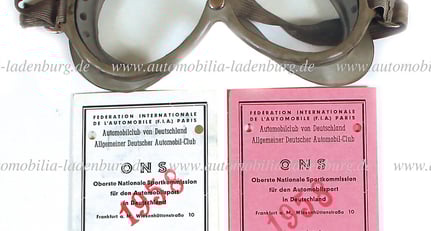 automobilia-ladenburg.de - www.automobilia-ladenburg.de - www.automobilia
FEDERATION INTERNATIONALE
DE L'AUTOMOBILE (F.I.A.) PARIS
Automobilclub von Deutschland
Allgemeiner Deutscher Automobil-Club
ONS
Oberste Nationale Sportkommission
für den Automobilsport
in Deutschland
1958
Frankfurt a. M. Wiesenhüttenstraße 10
FEDERATION INTERNATIONALE
DE L'AUTOMOBILE (F.I.A.) PARIS
Automobilclub von Deutschland
Allgemeiner Deutscher Automobil-Club
ONS
Oberste Nationale Sportkommission
für den Automobilsport
in Deutschland
Frankfurt a. M. Wiesenhüttenstraße 10